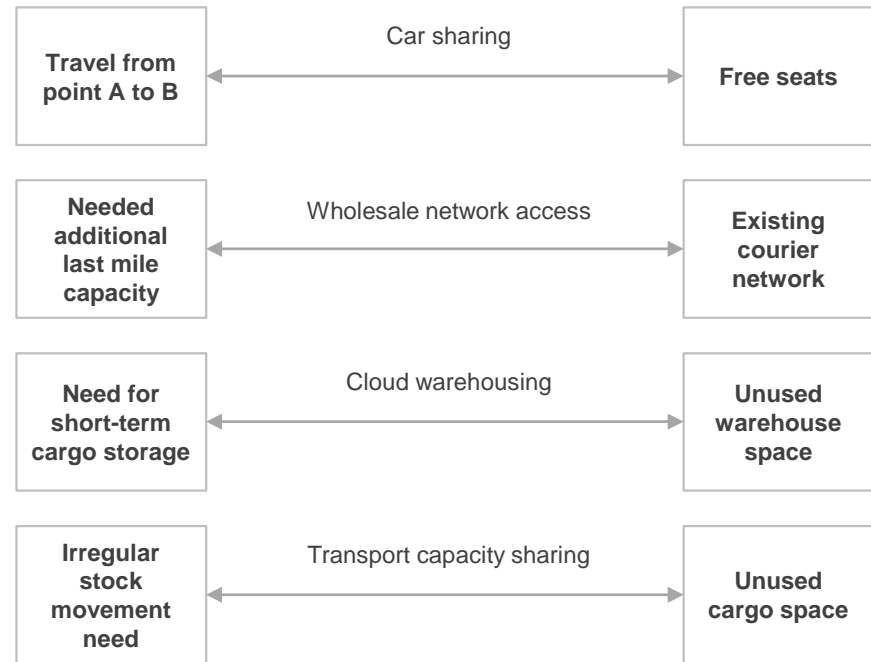 Car sharing
Travel from
point A to B
Free seats
Wholesale network access
Needed
additional
last mile
capacity
Existing
courier
network
Cloud warehousing
Need for
short-term
cargo storage
Unused
warehouse
space
Transport capacity sharing
Irregular
stock
movement
need
Unused
cargo space